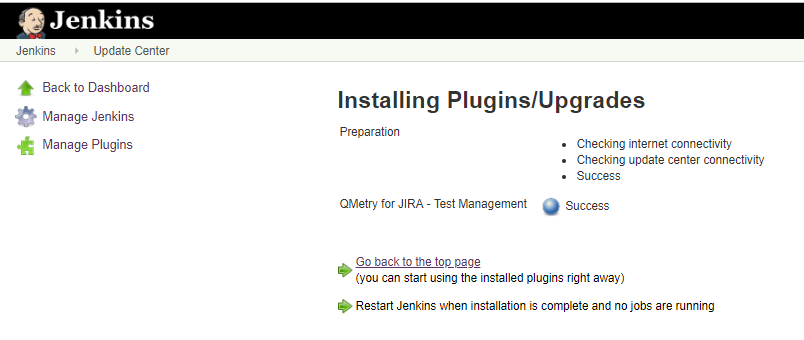 Jenkins
Jenkins Update Center
Back to Dashboard
Manage Jenkins
Manage Plugins
Installing Plugins/Upgrades
Preparation
Checking internet connectivity
Checking update center connectivity
Success
QMetry for JIRA - Test Management Success
Go back to the top page
(you can start using the installed plugins right away)
Restart Jenkins when installation is complete and no jobs are running